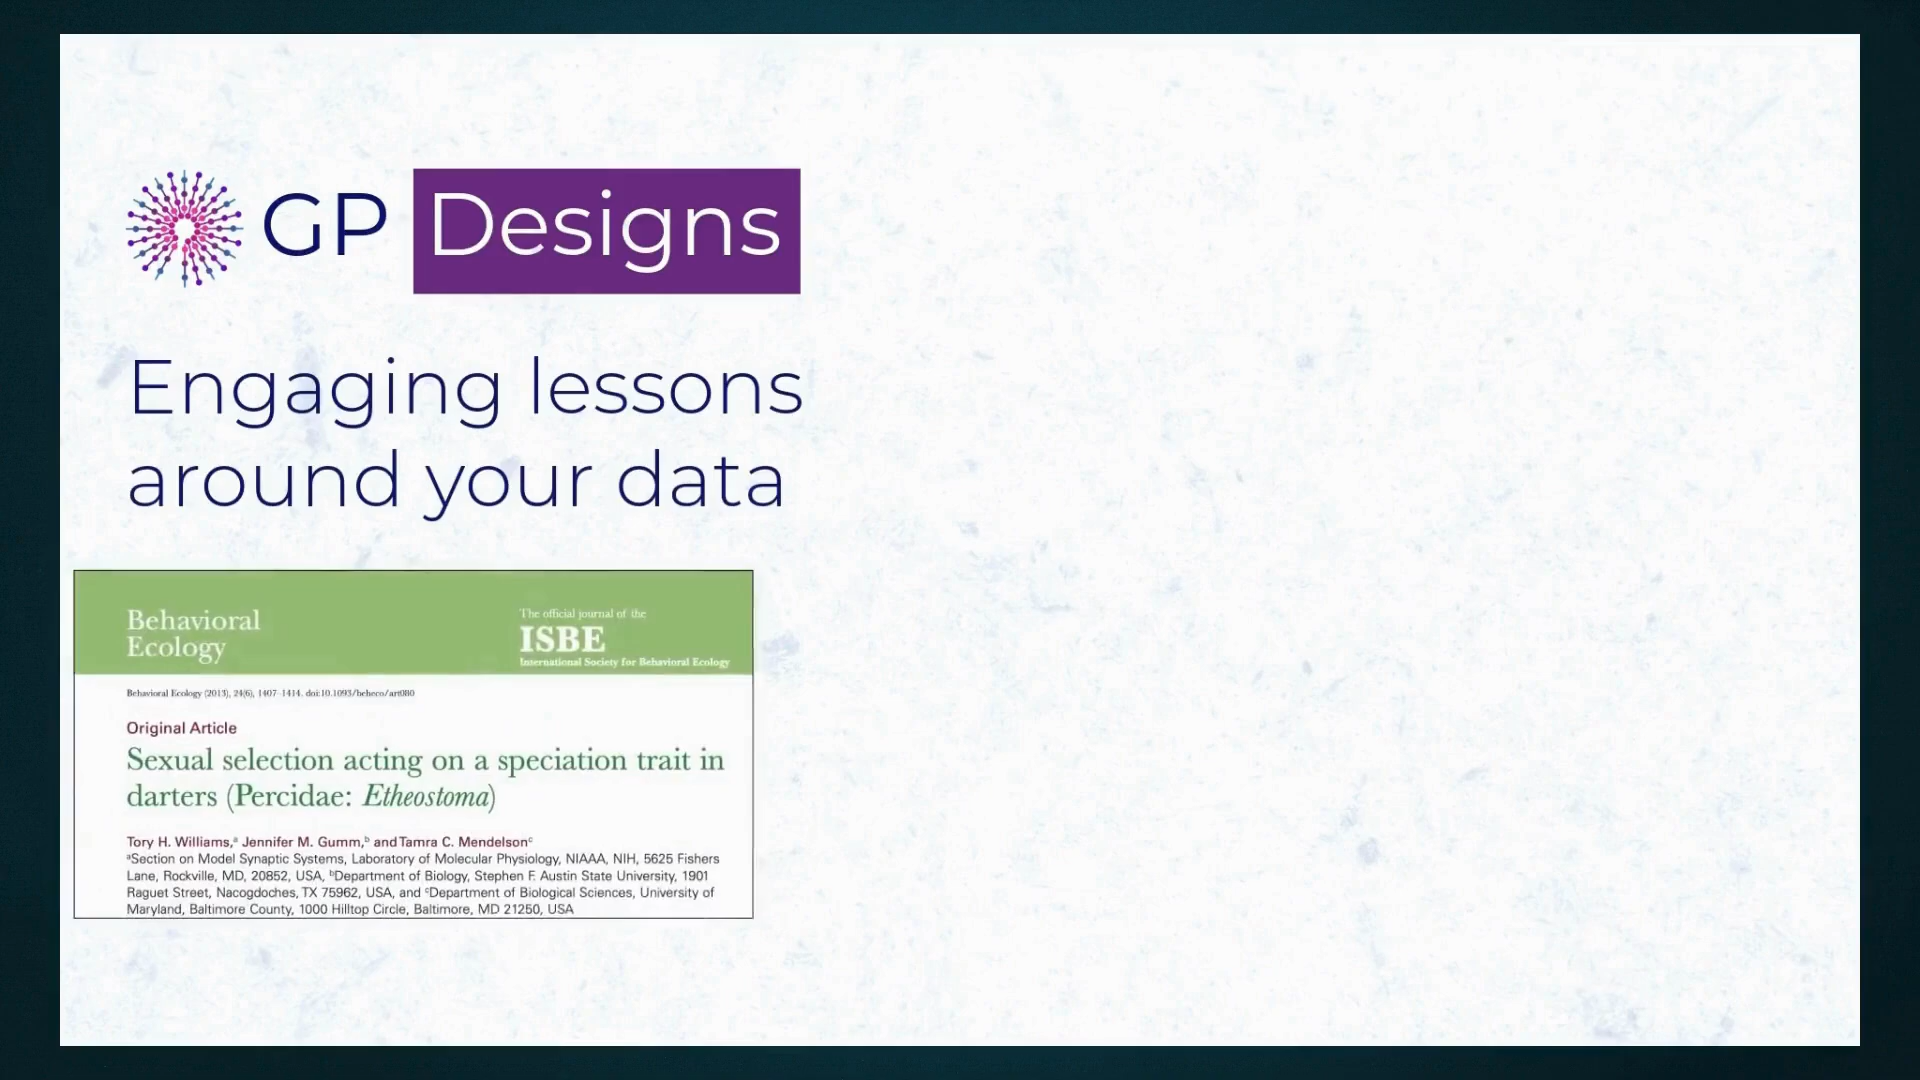 GP Designs
Engaging lessons
around your data
Behavioral
Ecology
The official journal of the
ISBE
International Society for Behavioral Ecology
Behavioral Ecology (2013), 24(6), 1407–1414. doi:10.1093/beheco/art080
Original Article
Sexual selection acting on a speciation trait in
darters (Percidae: Etheostoma)
Tory H. Williams,ᵃ Jennifer M. Gumm,ᵇ and Tamra C. Mendelsonᶜ
ᵃSection on Model Synaptic Systems, Laboratory of Molecular Physiology, NIAAA, NIH, 5625 Fishers
Lane, Rockville, MD, 20852, USA, ᵇDepartment of Biology, Stephen F. Austin State University, 1901
Raguet Street, Nacogdoches, TX 75962, USA, and ᶜDepartment of Biological Sciences, University of
Maryland, Baltimore County, 1000 Hilltop Circle, Baltimore, MD 21250, USA